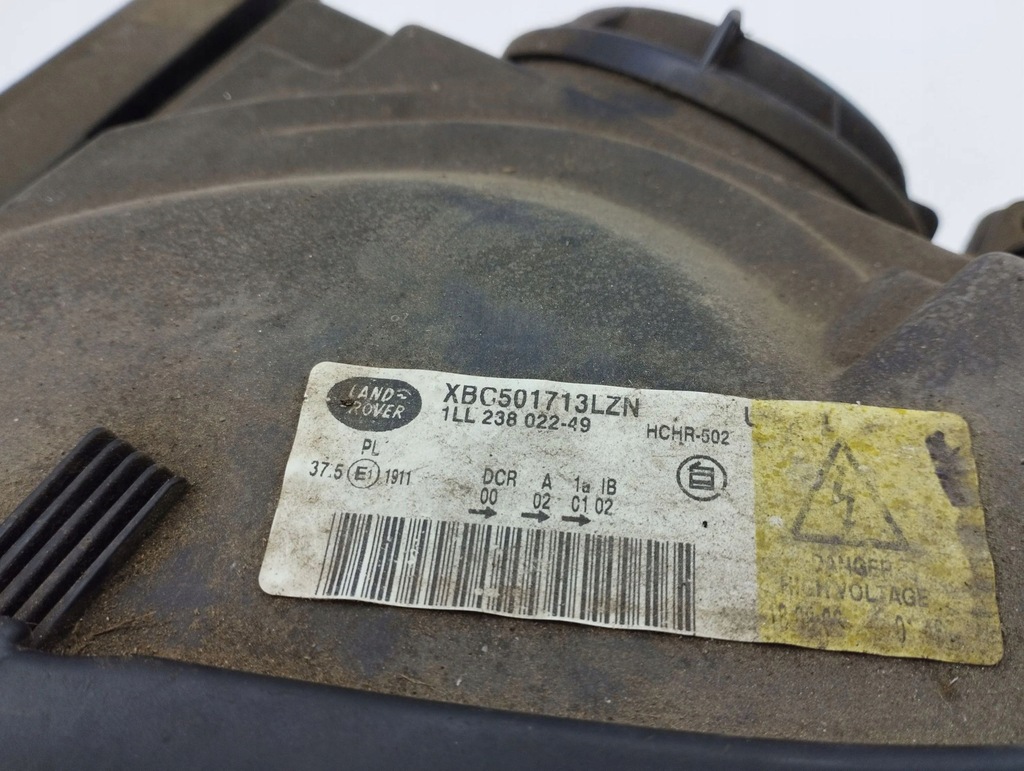 LAND
ROVER
XBC501713LZN
1LL 238 022-49
HCHR-502
PL
37.5 E1 1911
DCR A 1a IB
00 02 01 02
DANGER
HIGH VOLTAGE